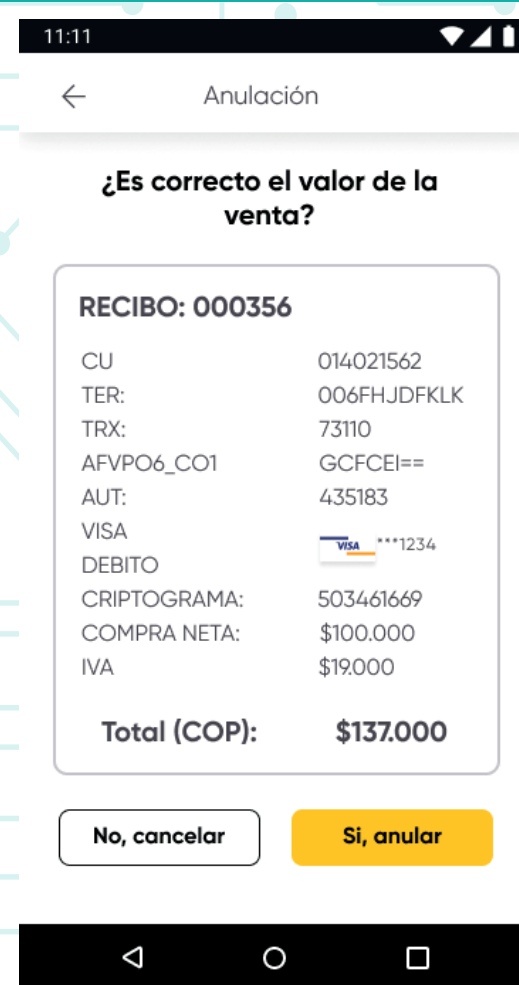 11:11
Anulación
¿Es correcto el valor de la
venta?
RECIBO: 000356
CU 014021562
TER: 006FHJDFKLK
TRX: 73110
AFVPO6_CO1 GCFCEI==
AUT: 435183
VISA VISA ***1234
DEBITO
CRIPTOGRAMA: 503461669
COMPRA NETA: $100.000
IVA $19.000
Total (COP): $137.000
No, cancelar Si, anular